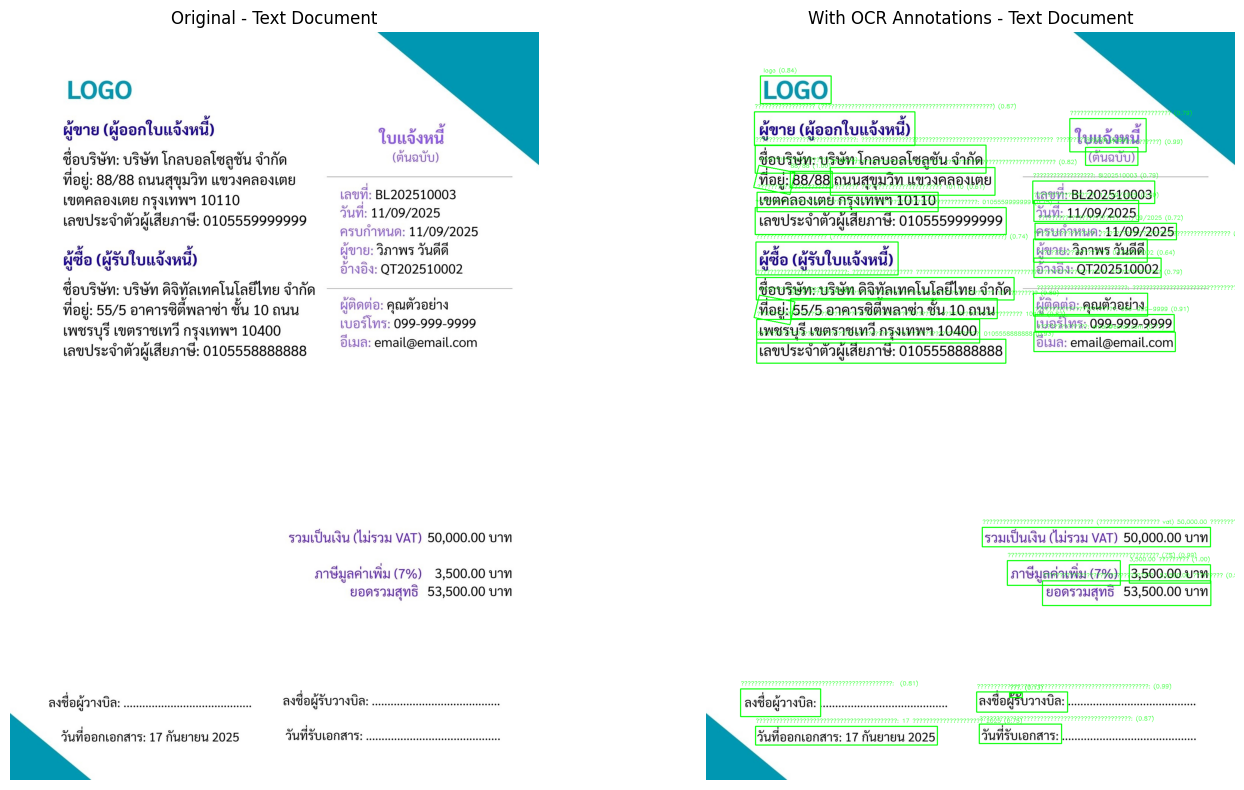 Original - Text Document
LOGO
ผู้ขาย (ผู้ออกใบแจ้งหนี้)
ชื่อบริษัท: บริษัท โกลบอลโซลูชัน จำกัด
ที่อยู่: 88/88 ถนนสุขุมวิท แขวงคลองเตย
เขตคลองเตย กรุงเทพฯ 10110
เลขประจำตัวผู้เสียภาษี: 0105559999999
ผู้ซื้อ (ผู้รับใบแจ้งหนี้)
ชื่อบริษัท: บริษัท ดิจิทัลเทคโนโลยีไทย จำกัด
ที่อยู่: 55/5 อาคารซิตี้พลาซ่า ชั้น 10 ถนน
เพชรบุรี เขตราชเทวี กรุงเทพฯ 10400
เลขประจำตัวผู้เสียภาษี: 0105558888888
ใบแจ้งหนี้
(ต้นฉบับ)
เลขที่: BL202510003
วันที่: 11/09/2025
ครบกำหนด: 11/09/2025
ผู้ขาย: วิภาพร วันดีดี
อ้างอิง: QT202510002
ผู้ติดต่อ: คุณตัวอย่าง
เบอร์โทร: 099-999-9999
อีเมล: email@email.com
รวมเป็นเงิน (ไม่รวม VAT) 50,000.00 บาท
ภาษีมูลค่าเพิ่ม (7%) 3,500.00 บาท
ยอดรวมสุทธิ 53,500.00 บาท
ลงชื่อผู้วางบิล: ..........................................
ลงชื่อผู้รับวางบิล: ..........................................
วันที่ออกเอกสาร: 17 กันยายน 2025
วันที่รับเอกสาร: ............................................
With OCR Annotations - Text Document
LOGO
ผู้ขาย (ผู้ออกใบแจ้งหนี้)
ชื่อบริษัท: บริษัท โกลบอลโซลูชัน จำกัด
ที่อยู่: 88/88 ถนนสุขุมวิท แขวงคลองเตย
เขตคลองเตย กรุงเทพฯ 10110
เลขประจำตัวผู้เสียภาษี: 0105559999999
ผู้ซื้อ (ผู้รับใบแจ้งหนี้)
ชื่อบริษัท: บริษัท ดิจิทัลเทคโนโลยีไทย จำกัด
ที่อยู่: 55/5 อาคารซิตี้พลาซ่า ชั้น 10 ถนน
เพชรบุรี เขตราชเทวี กรุงเทพฯ 10400
เลขประจำตัวผู้เสียภาษี: 0105558888888
ใบแจ้งหนี้
(ต้นฉบับ)
เลขที่: BL202510003
วันที่: 11/09/2025
ครบกำหนด: 11/09/2025
ผู้ขาย: วิภาพร วันดีดี
อ้างอิง: QT202510002
ผู้ติดต่อ: คุณตัวอย่าง
เบอร์โทร: 099-999-9999
อีเมล: email@email.com
รวมเป็นเงิน (ไม่รวม VAT) 50,000.00 บาท
ภาษีมูลค่าเพิ่ม (7%) 3,500.00 บาท
ยอดรวมสุทธิ 53,500.00 บาท
ลงชื่อผู้วางบิล: ..........................................
ลงชื่อผู้รับวางบิล: ..........................................
วันที่ออกเอกสาร: 17 กันยายน 2025
วันที่รับเอกสาร: ............................................